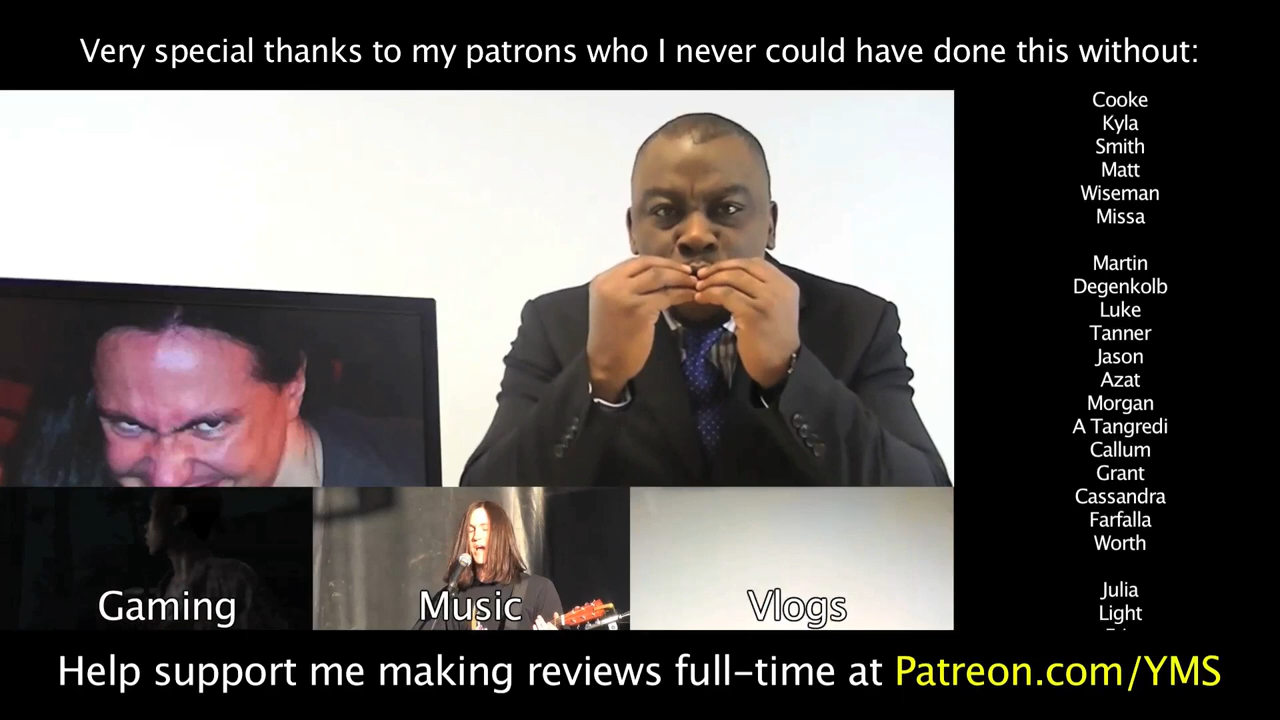 Very special thanks to my patrons who I never could have done this without:
Cooke
Kyla
Smith
Matt
Wiseman
Missa
Martin
Degenkolb
Luke
Tanner
Jason
Azat
Morgan
A Tangredi
Callum
Grant
Cassandra
Farfalla
Worth
Julia
Light
Gaming
Music
Vlogs
Help support me making reviews full-time at Patreon.com/YMS